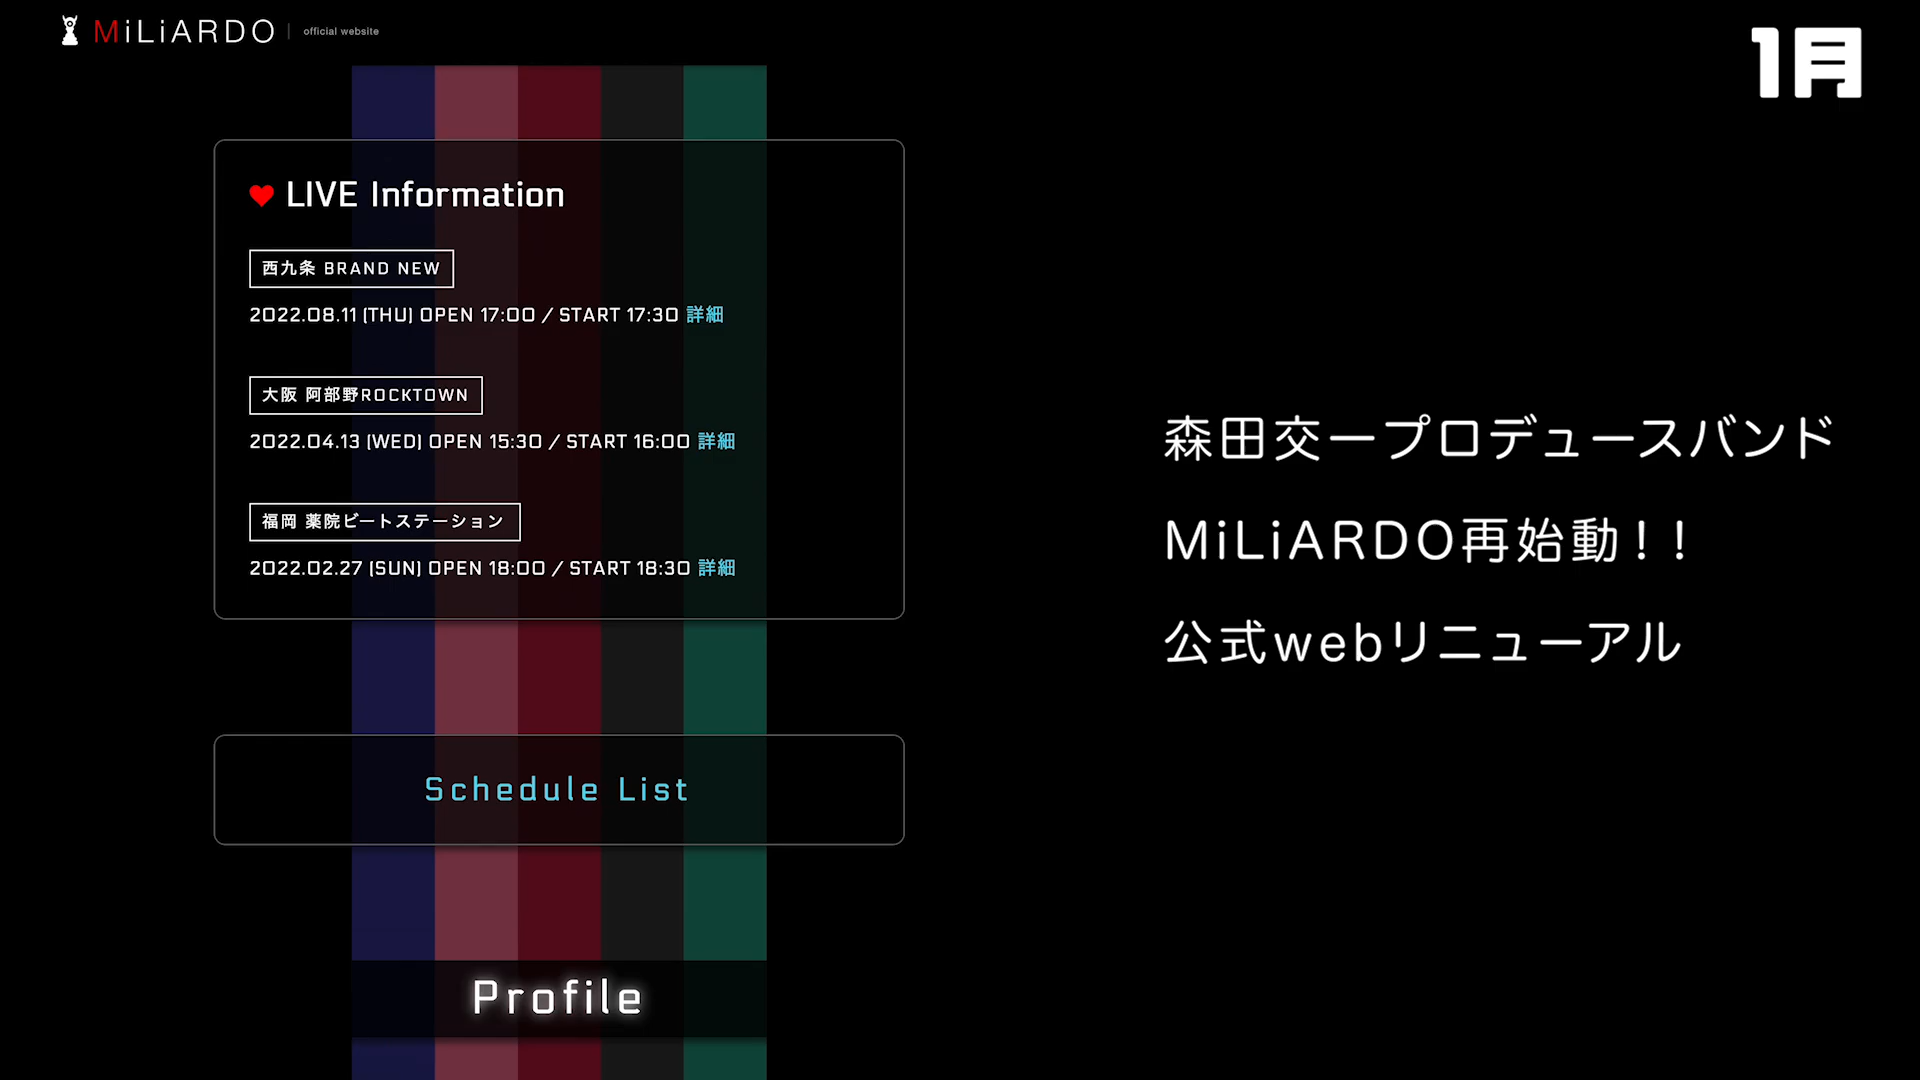 MiLiARDO official website
1月
LIVE Information
西九条 BRAND NEW
2022.08.11 (THU) OPEN 17:00 / START 17:30 詳細
大阪 阿部野ROCKTOWN
2022.04.13 (WED) OPEN 15:30 / START 16:00 詳細
福岡 薬院ビートステーション
2022.02.27 (SUN) OPEN 18:00 / START 18:30 詳細
Schedule List
Profile
森田交一プロデュースバンド
MiLiARDO再始動！！
公式webリニューアル